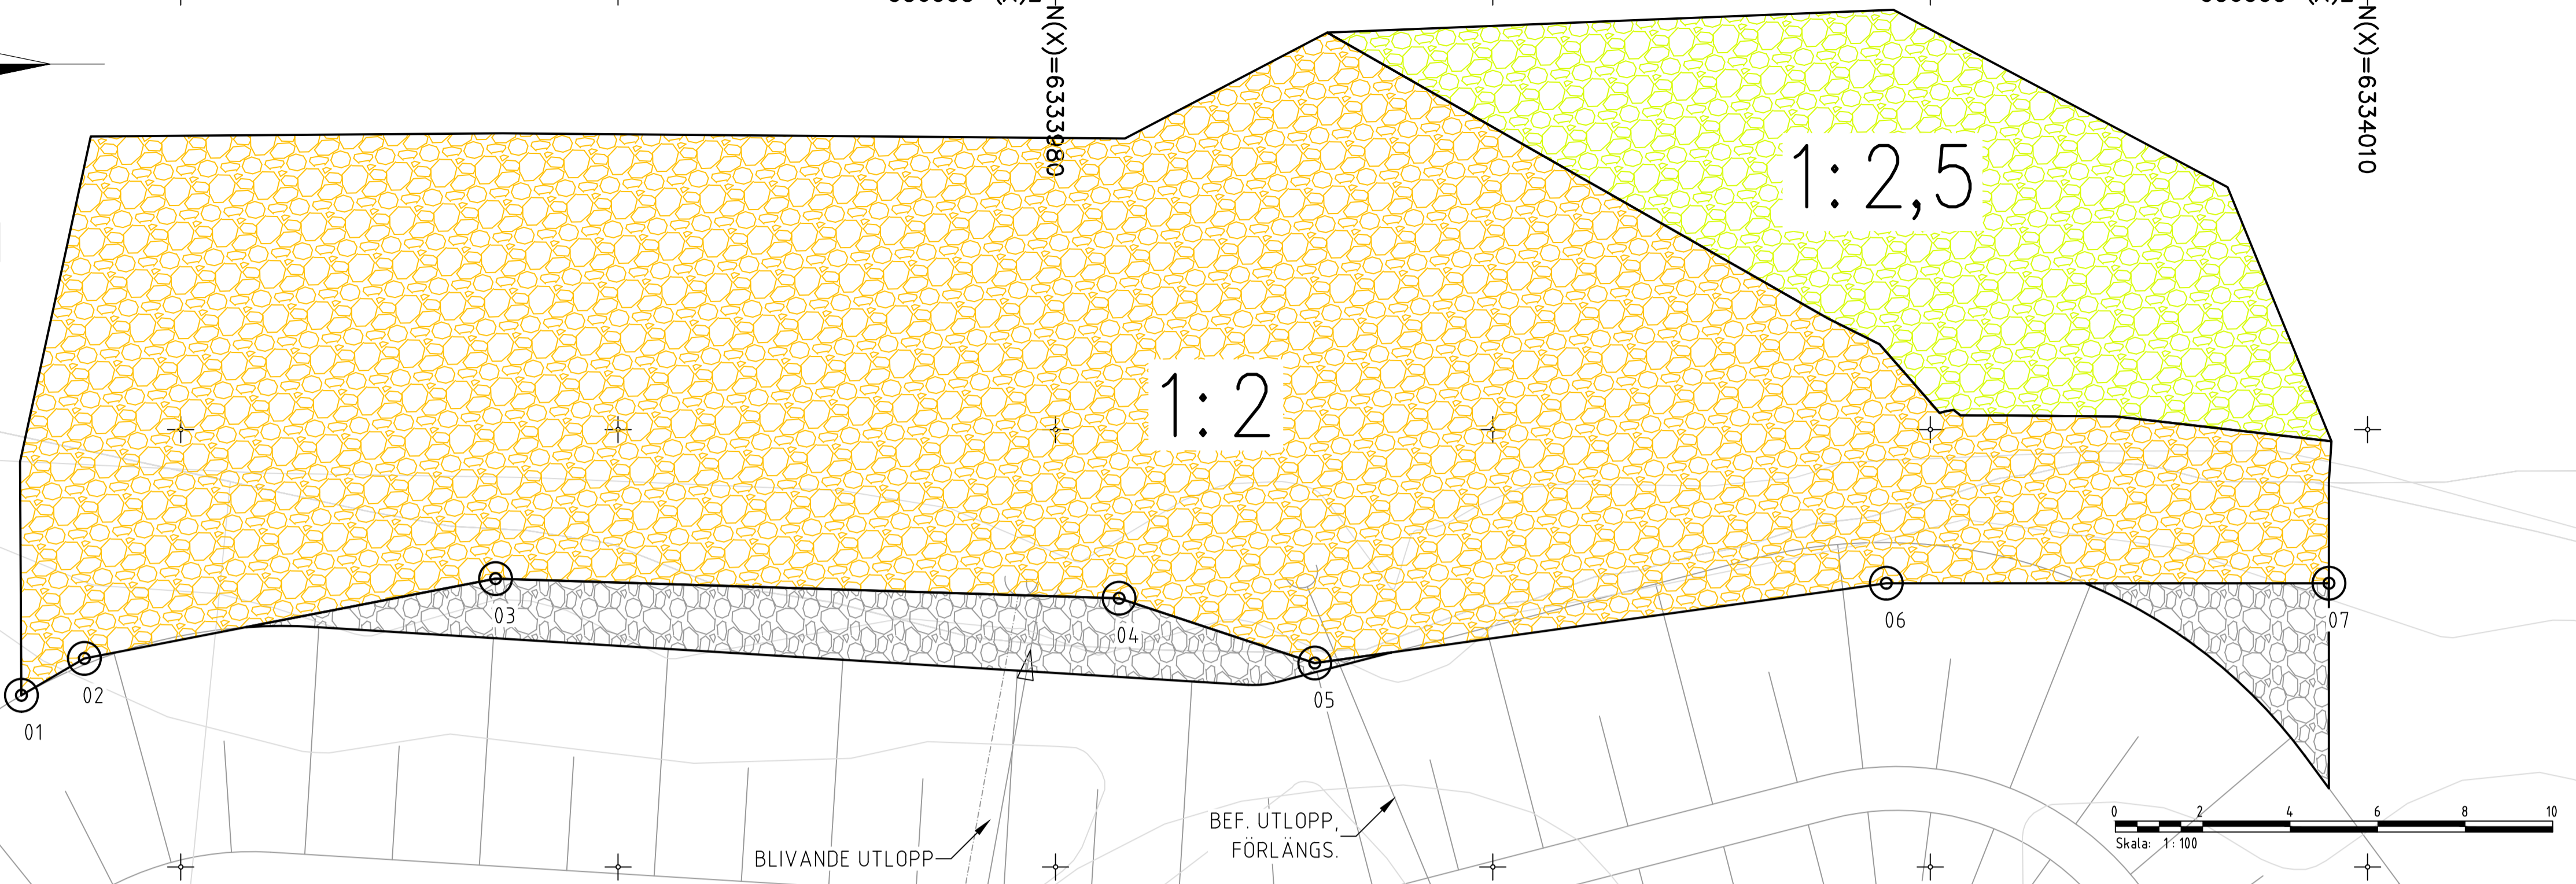 N(X)=6333980
N(X)=6334010
1:2,5
1:2
03
04
06
07
02
05
01
BLIVANDE UTLOPP
BEF. UTLOPP,
FÖRLÄNGS.
0 2 4 6 8 10
Skala: 1:100